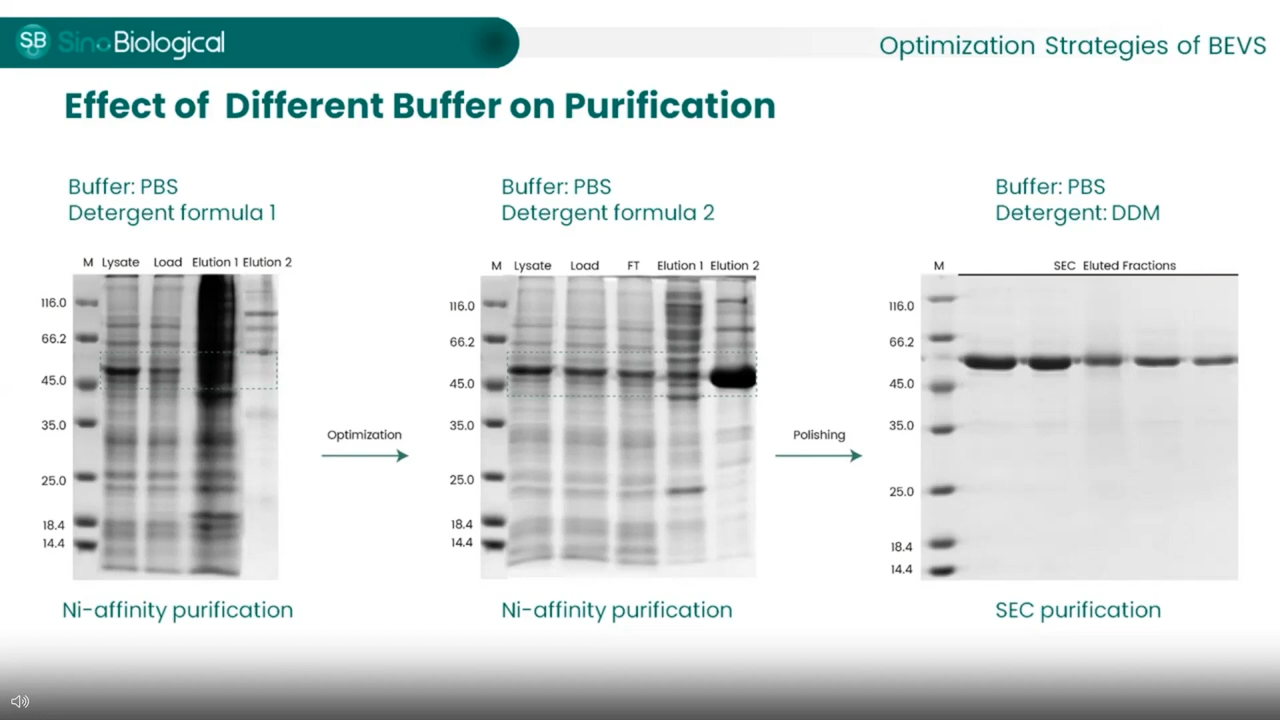 SB SinoBiological
Optimization Strategies of BEVS
Effect of Different Buffer on Purification
Buffer: PBS
Detergent formula 1
M Lysate Load Elution 1 Elution 2
116.0
66.2
45.0
35.0
25.0
18.4
14.4
Ni-affinity purification
Optimization
Buffer: PBS
Detergent formula 2
M Lysate Load FT Elution 1 Elution 2
116.0
66.2
45.0
35.0
25.0
18.4
14.4
Ni-affinity purification
Polishing
Buffer: PBS
Detergent: DDM
M SEC Eluted Fractions
116.0
66.2
45.0
35.0
25.0
18.4
14.4
SEC purification